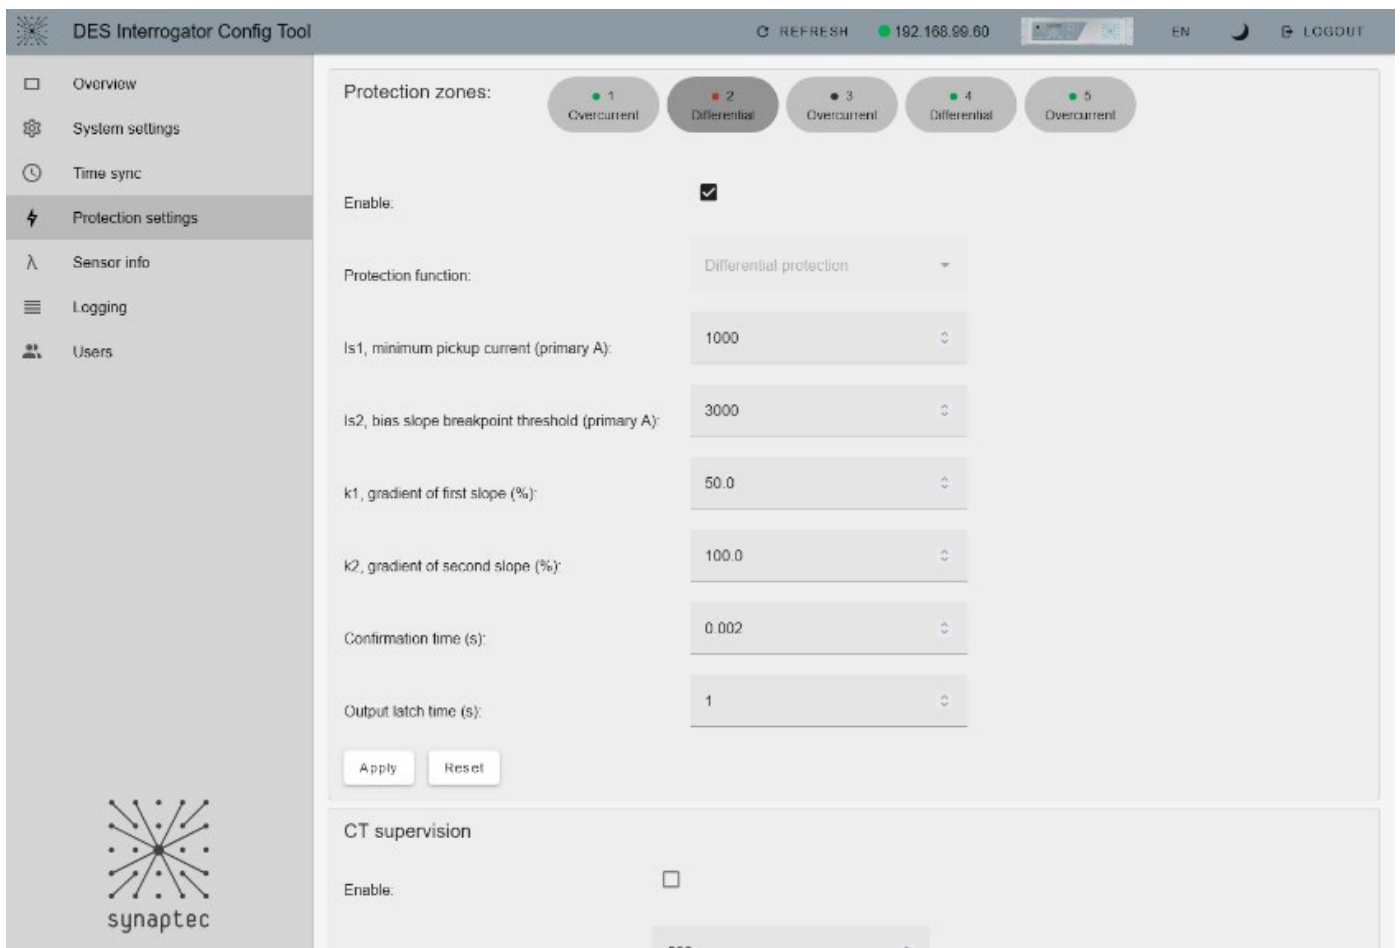 DES Interrogator Config Tool
REFRESH
192.168.99.60
EN
LOGOUT
Overview
System settings
Time sync
Protection settings
λ Sensor info
Logging
Users
Protection zones:
1
Overcurrent
2
Differential
3
Overcurrent
4
Differential
5
Overcurrent
Enable:
Protection function:
Differential protection
Is1, minimum pickup current (primary A):
1000
Is2, bias slope breakpoint threshold (primary A):
3000
k1, gradient of first slope (%):
50.0
k2, gradient of second slope (%):
100.0
Confirmation time (s):
0.002
Output latch time (s):
1
Apply
Reset
CT supervision
Enable:
synaptec